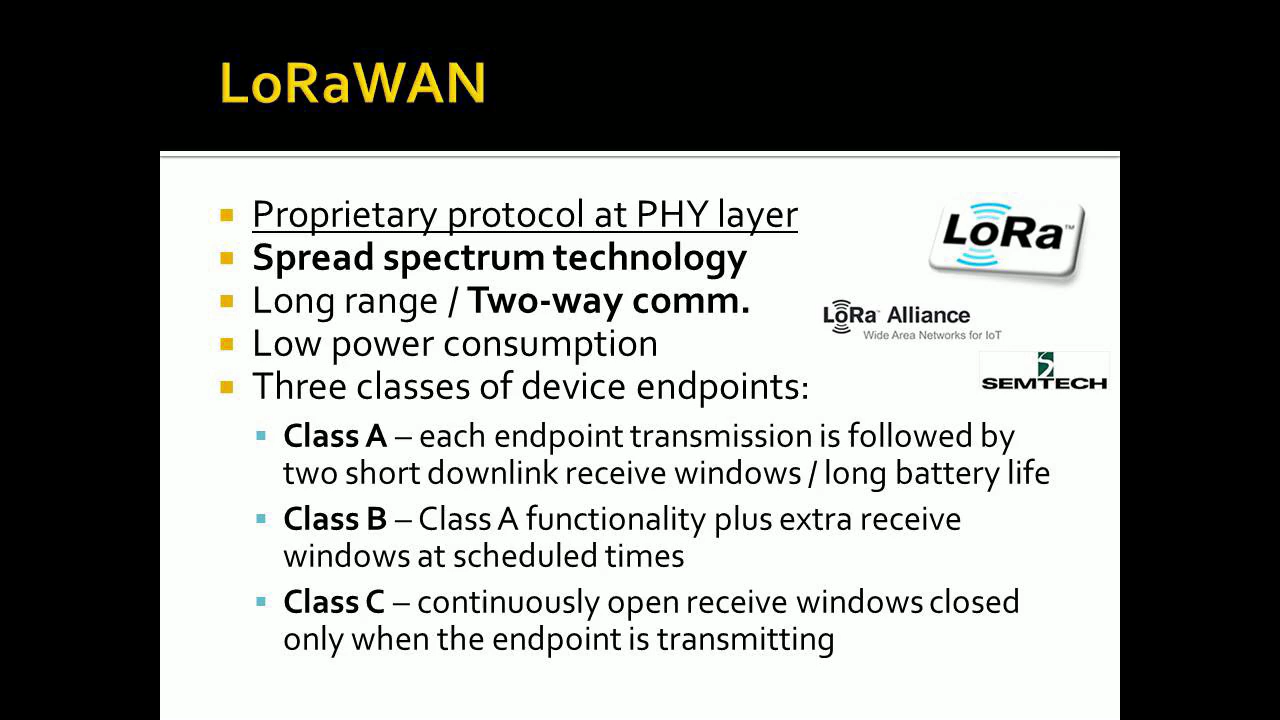 LoRaWAN
Proprietary protocol at PHY layer
Spread spectrum technology
Long range / Two-way comm.
Low power consumption
Three classes of device endpoints:
Class A – each endpoint transmission is followed by
two short downlink receive windows / long battery life
Class B – Class A functionality plus extra receive
windows at scheduled times
Class C – continuously open receive windows closed
only when the endpoint is transmitting
LoRa™
LoRa Alliance
Wide Area Networks for IoT
SEMTECH